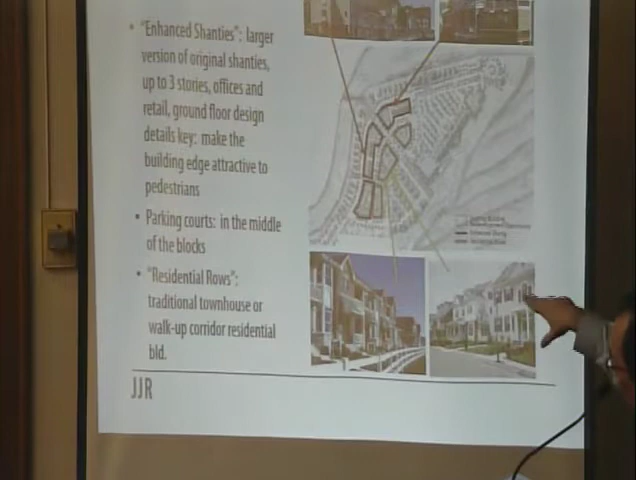 • "Enhanced Shanties": larger
version of original shanties,
up to 3 stories, offices and
retail, ground floor design
details key: make the
building edge attractive to
pedestrians
• Parking courts: in the middle
of the blocks
• "Residential Rows":
traditional townhouse or
walk-up corridor residential
bld.
JJR